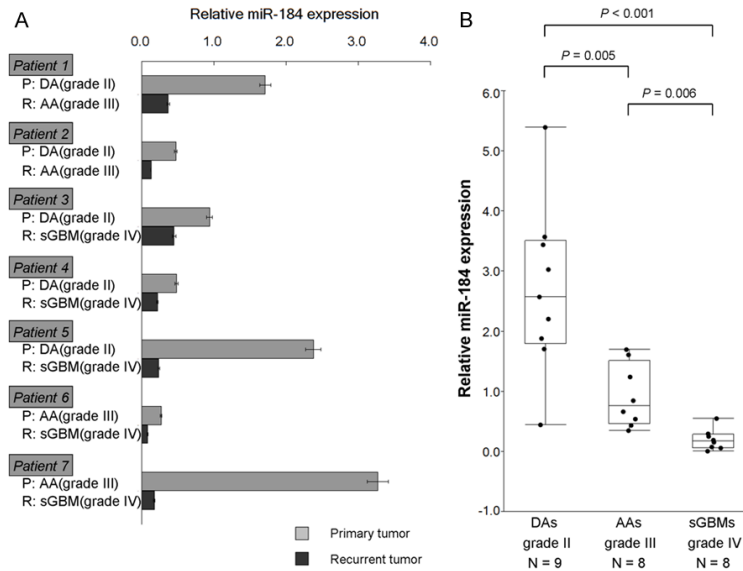 A
Relative miR-184 expression
0.0 1.0 2.0 3.0 4.0
Patient 1
P: DA(grade II)
R: AA(grade III)
Patient 2
P: DA(grade II)
R: AA(grade III)
Patient 3
P: DA(grade II)
R: sGBM(grade IV)
Patient 4
P: DA(grade II)
R: sGBM(grade IV)
Patient 5
P: DA(grade II)
R: sGBM(grade IV)
Patient 6
P: AA(grade III)
R: sGBM(grade IV)
Patient 7
P: AA(grade III)
R: sGBM(grade IV)
Primary tumor
Recurrent tumor
B
P < 0.001
P = 0.005
P = 0.006
Relative miR-184 expression
6.0
5.0
4.0
3.0
2.0
1.0
0.0
-1.0
DAs AAs sGBMs
grade II grade III grade IV
N = 9 N = 8 N = 8